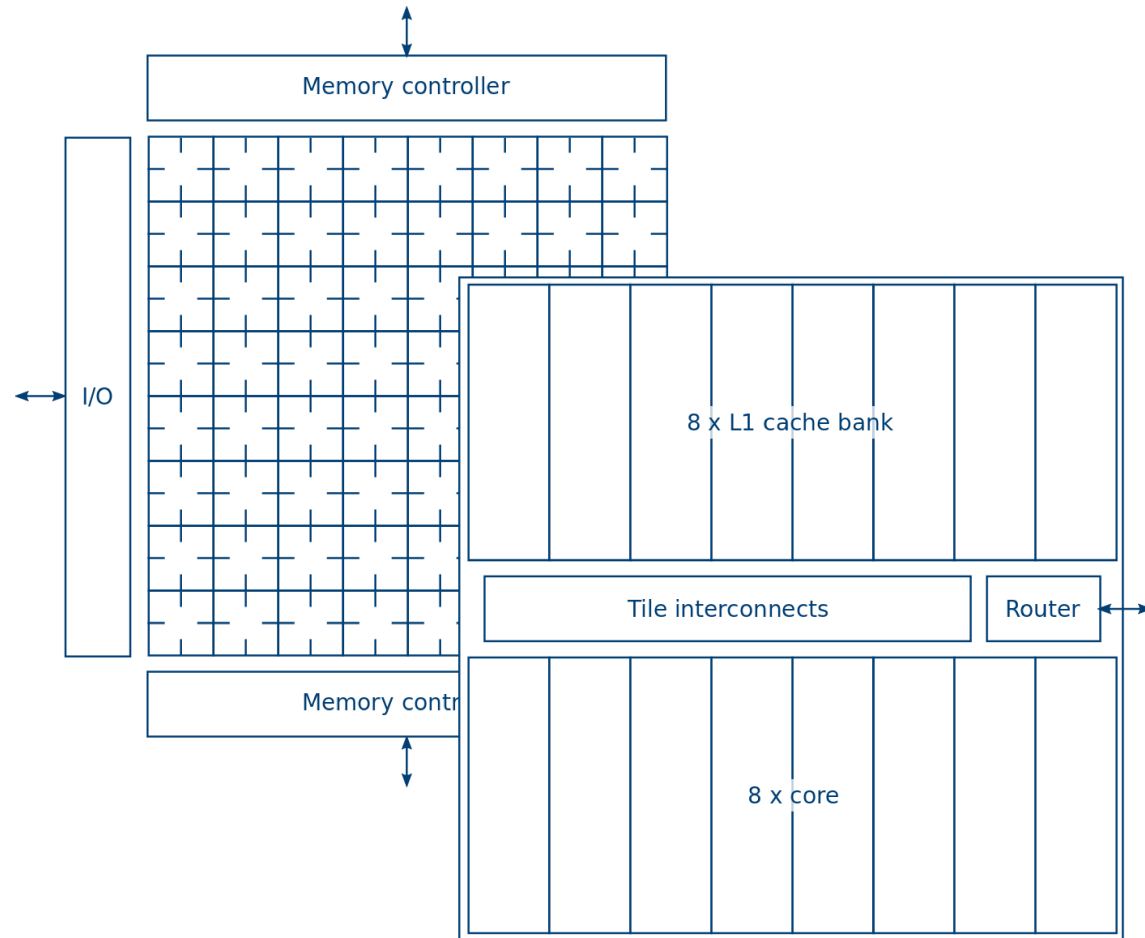 Memory controller
I/O
8 x L1 cache bank
Tile interconnects
Router
Memory contr
8 x core